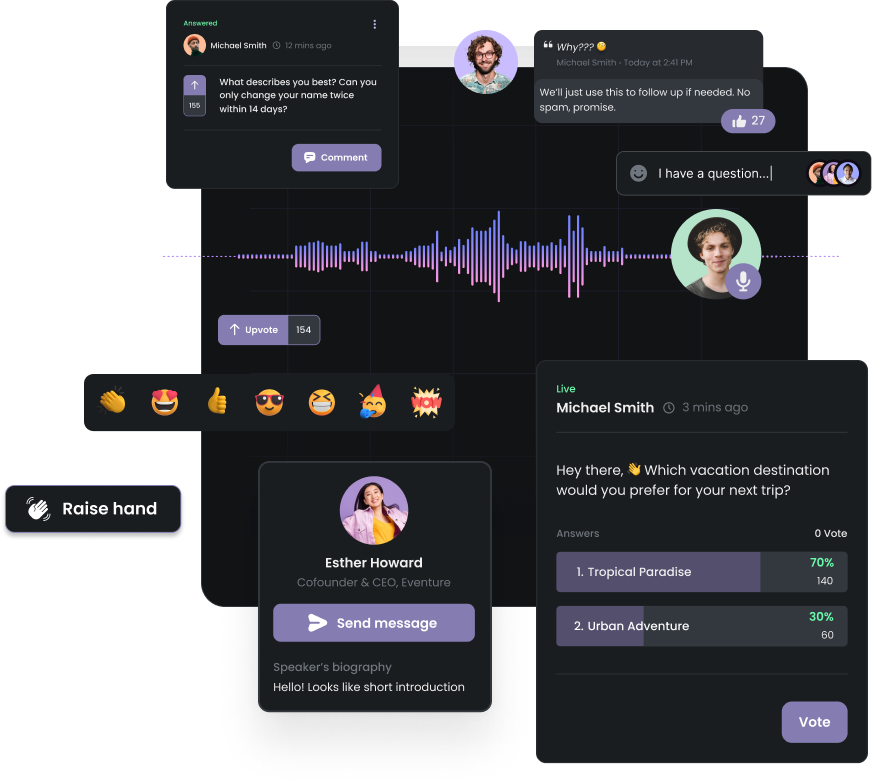 Answered
Michael Smith 12 mins ago
155
What describes you best? Can you
only change your name twice
within 14 days?
Comment
“ Why??? 🤔
Michael Smith - Today at 2:41 PM
We’ll just use this to follow up if needed. No
spam, promise.
27
I have a question...|
Upvote 154
WOW
Raise hand
Esther Howard
Cofounder & CEO, Eventure
Send message
Speaker’s biography
Hello! Looks like short introduction
Live
Michael Smith 3 mins ago
Hey there, 👋 Which vacation destination
would you prefer for your next trip?
Answers 0 Vote
1. Tropical Paradise 70%
140
2. Urban Adventure 30%
60
Vote